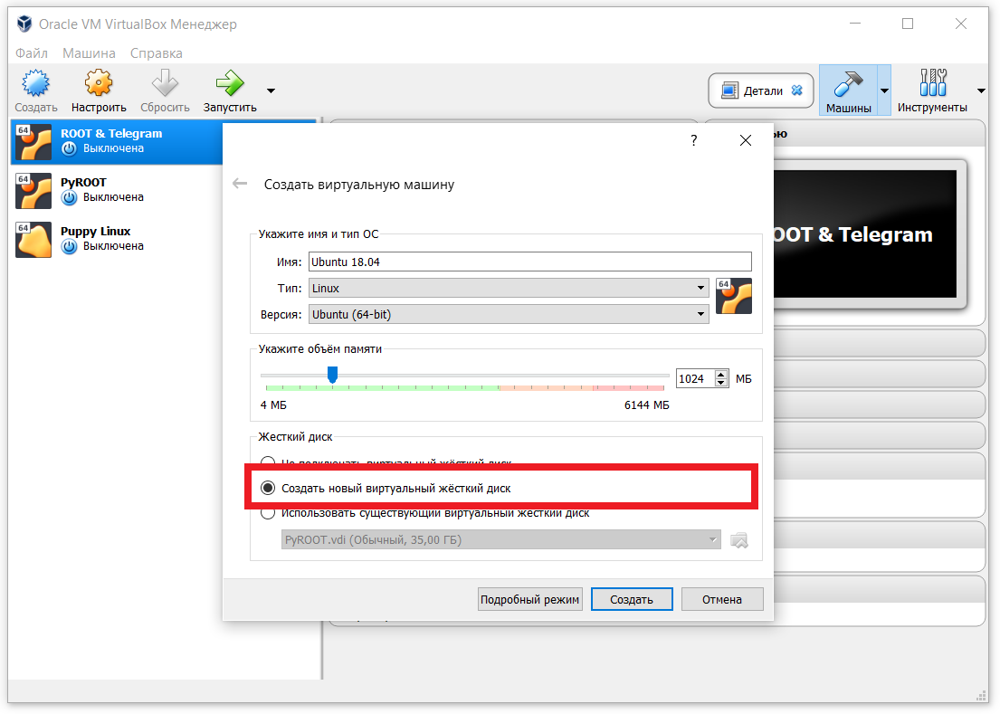 Oracle VM VirtualBox Менеджер
Файл Машина Справка
Создать Настроить Сбросить Запустить Детали Машины Инструменты
64 ROOT & Telegram
Выключена
64 PyROOT
Выключена
64 Puppy Linux
Выключена
ью
OOT & Telegram
?
Создать виртуальную машину
Укажите имя и тип ОС
Имя: Ubuntu 18.04
Тип: Linux
64
Версия: Ubuntu (64-bit)
Укажите объём памяти
1024 МБ
4 МБ 6144 МБ
Жесткий диск
Не подключать виртуальный жёсткий диск
Создать новый виртуальный жёсткий диск
Использовать существующий виртуальный жёсткий диск
PyROOT.vdi (Обычный, 35,00 ГБ)
Подробный режим Создать Отмена